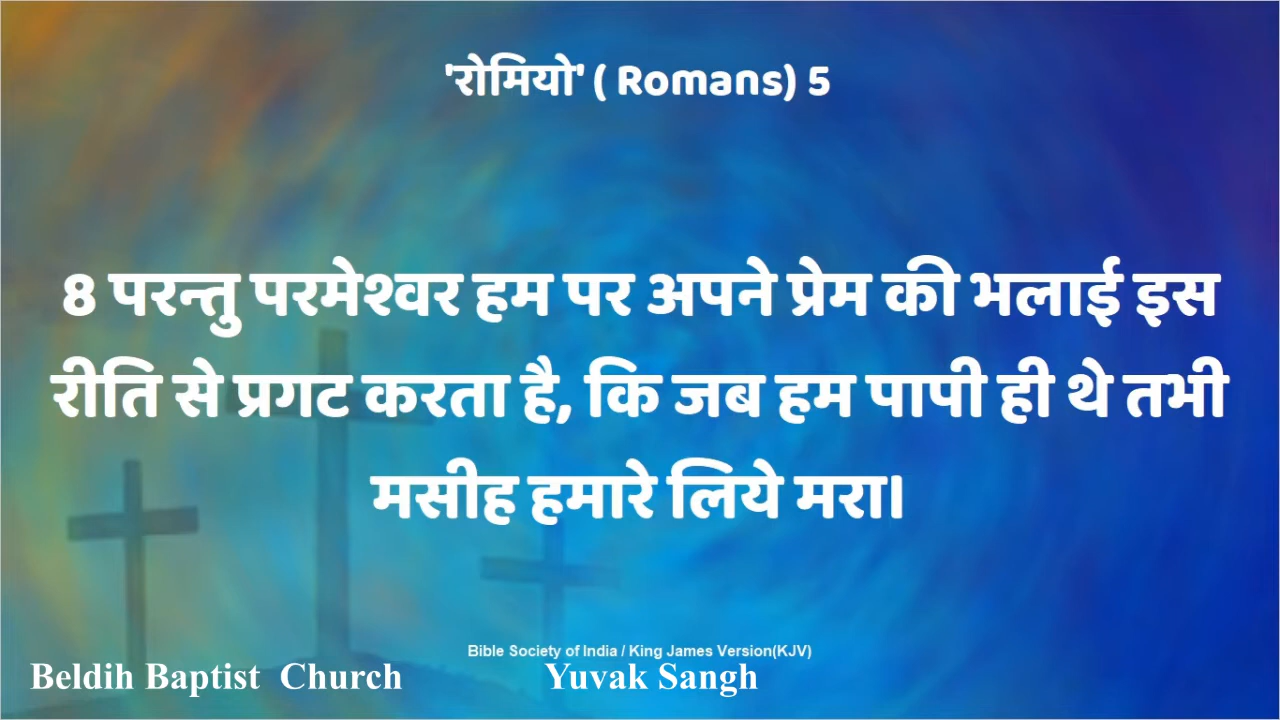 'रोमियो' ( Romans) 5
8 परन्तु परमेश्वर हम पर अपने प्रेम की भलाई इस
रीति से प्रगट करता है, कि जब हम पापी ही थे तभी
मसीह हमारे लिये मरा।
Bible Society of India / King James Version(KJV)
Beldih Baptist Church Yuvak Sangh